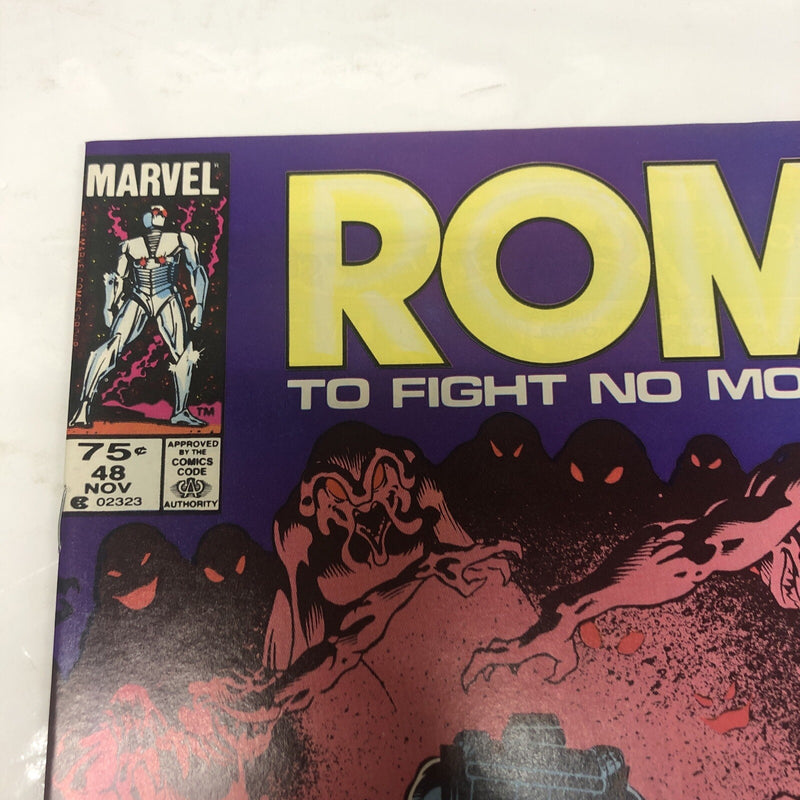 MARVEL
ROM
TO FIGHT NO MO
TM
75¢
48
NOV
02323
APPROVED
BY THE
COMICS
CODE
AUTHORITY